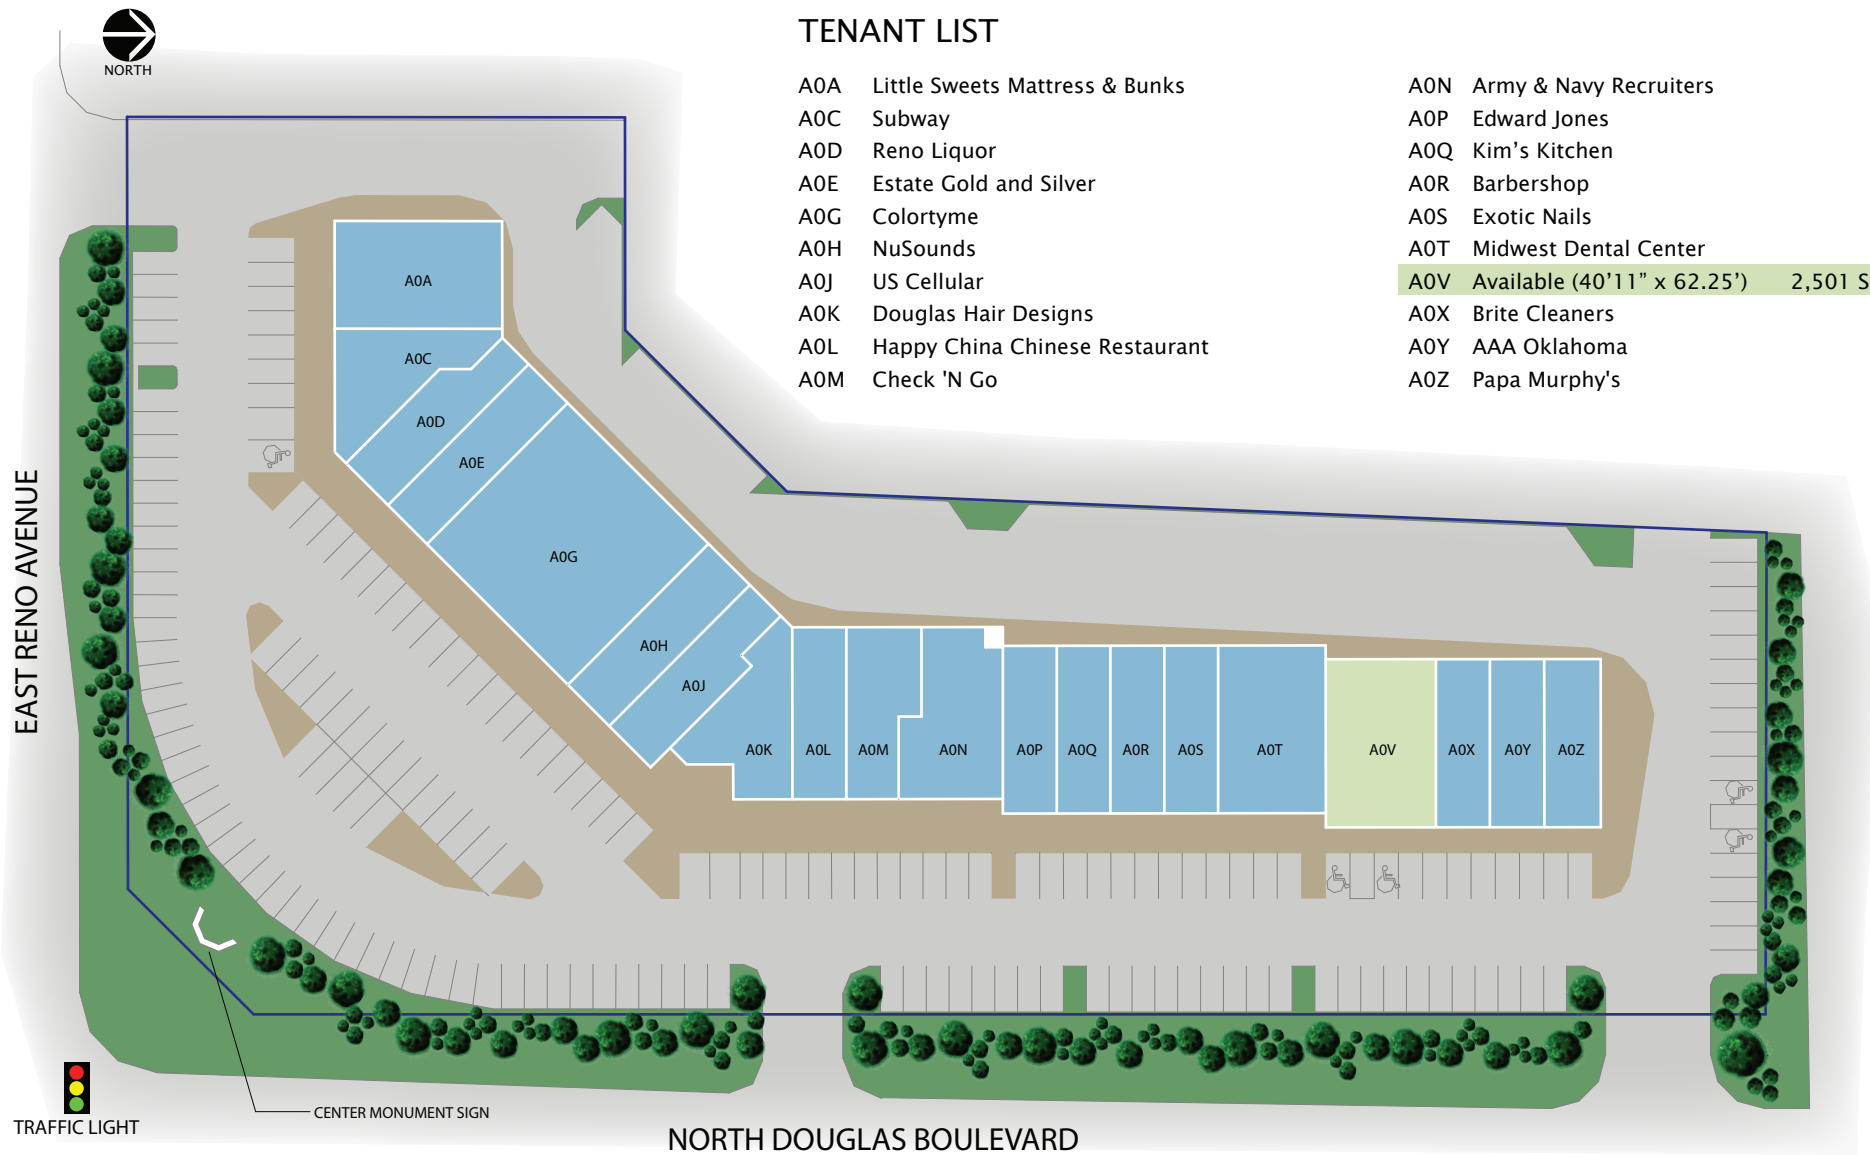 NORTH
TENANT LIST
A0A Little Sweets Mattress & Bunks
A0C Subway
A0D Reno Liquor
A0E Estate Gold and Silver
A0G Colortyme
A0H NuSounds
A0J US Cellular
A0K Douglas Hair Designs
A0L Happy China Chinese Restaurant
A0M Check 'N Go
A0N Army & Navy Recruiters
A0P Edward Jones
A0Q Kim’s Kitchen
A0R Barbershop
A0S Exotic Nails
A0T Midwest Dental Center
A0V Available (40’11” x 62.25’) 2,501 S
A0X Brite Cleaners
A0Y AAA Oklahoma
A0Z Papa Murphy's
A0A
A0C
A0D
A0E
A0G
A0H
A0J
A0K
A0L
A0M
A0N
A0P
A0Q
A0R
A0S
A0T
A0V
A0X
A0Y
A0Z
EAST RENO AVENUE
CENTER MONUMENT SIGN
TRAFFIC LIGHT
NORTH DOUGLAS BOULEVARD